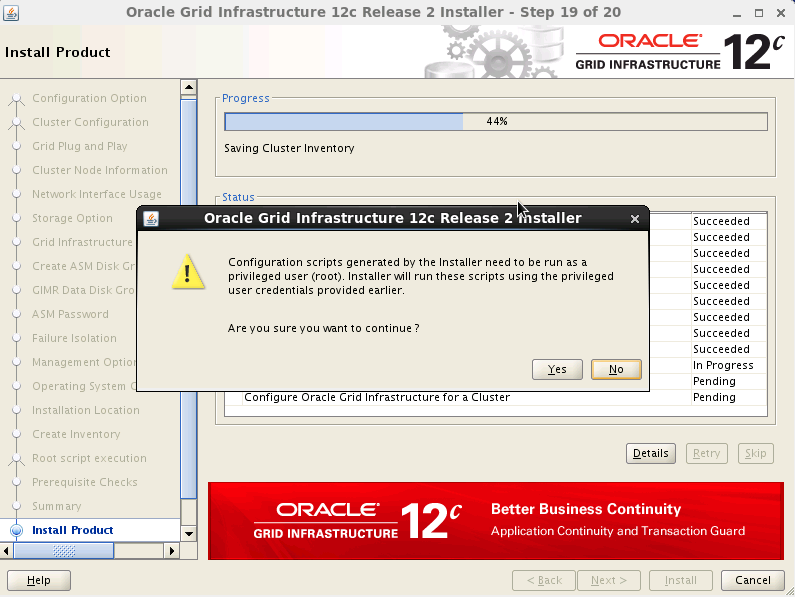 Oracle Grid Infrastructure 12c Release 2 Installer - Step 19 of 20
Install Product
ORACLE
GRID INFRASTRUCTURE
12c
Configuration Option
Cluster Configuration
Grid Plug and Play
Cluster Node Information
Network Interface Usage
Storage Option
Grid Infrastructure
Create ASM Disk Gr
GIMR Data Disk Gro
ASM Password
Failure Isolation
Management Option
Operating System
Installation Location
Create Inventory
Root script execution
Prerequisite Checks
Summary
Install Product
Progress
44%
Saving Cluster Inventory
Status
Succeeded
Succeeded
Succeeded
Succeeded
Succeeded
Succeeded
Succeeded
Succeeded
Succeeded
In Progress
Pending
Configure Oracle Grid Infrastructure for a Cluster Pending
Oracle Grid Infrastructure 12c Release 2 Installer
Configuration scripts generated by the Installer need to be run as a
privileged user (root). Installer will run these scripts using the privileged
user credentials provided earlier.
Are you sure you want to continue?
Yes No
Details Retry Skip
ORACLE
GRID INFRASTRUCTURE
12c
Better Business Continuity
Application Continuity and Transaction Guard
Help < Back Next > Install Cancel